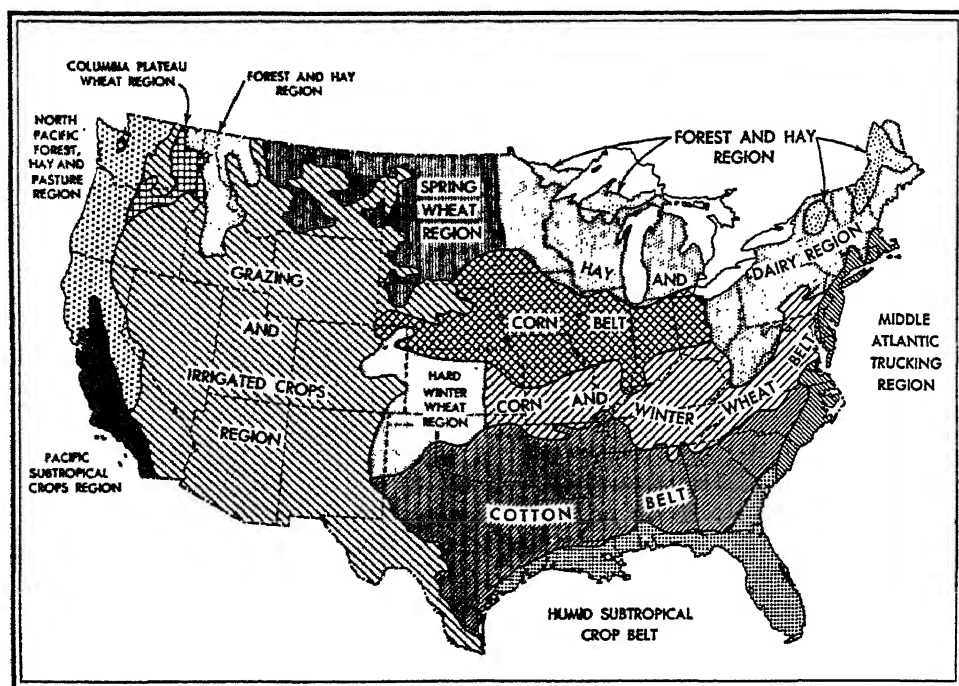 COLUMBIA PLATEAU
WHEAT REGION
FOREST AND HAY
REGION
NORTH
PACIFIC
FOREST,
HAY AND
PASTURE
REGION
FOREST AND HAY
REGION
SPRING
WHEAT
REGION
HAY AND
DAIRY REGION
GRAZING
AND
IRRIGATED CROPS
REGION
CORN BELT
MIDDLE
ATLANTIC
TRUCKING
REGION
HARD
WINTER
WHEAT
REGION
CORN AND WINTER WHEAT BELT
PACIFIC
SUBTROPICAL
CROPS REGION
COTTON BELT
HUMID SUBTROPICAL
CROP BELT